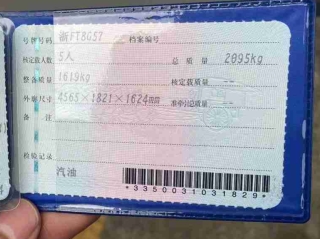 号牌号码 浙FT8G57 档案编号
核定载人数 5人 总质量 2095kg
整备质量 1619kg 核定载质量 --
外廓尺寸 4565×1821×1624mm 准牵引总质量 --
备注
检验记录
汽油
*3350031031829*